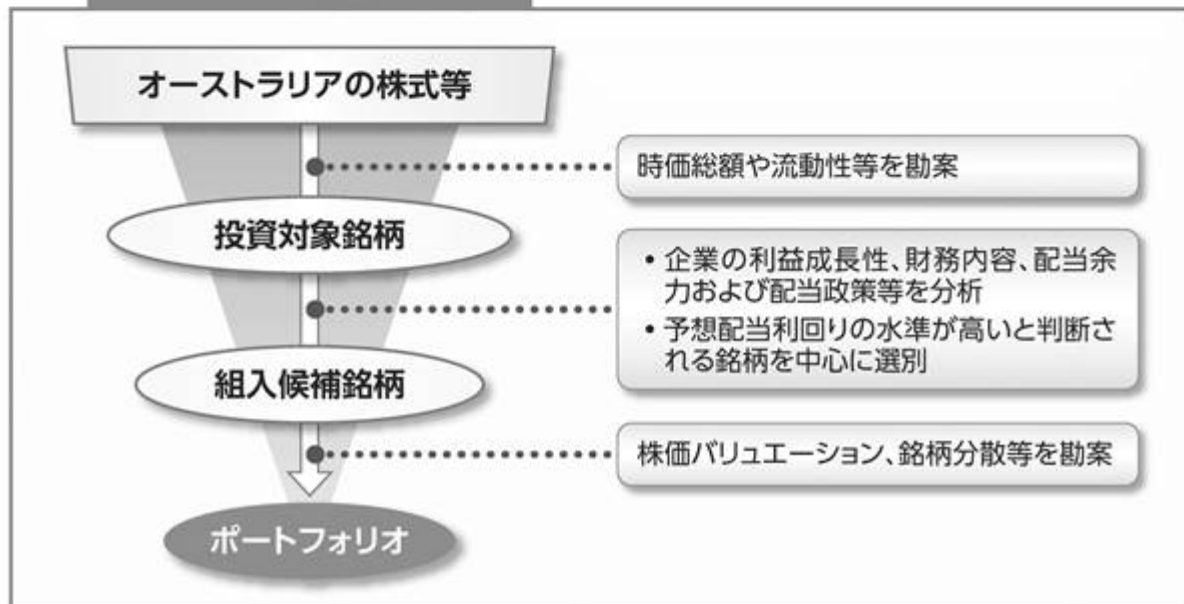 オーストラリアの株式等
時価総額や流動性等を勘案
投資対象銘柄
• 企業の利益成長性、財務内容、配当余
力および配当政策等を分析
• 予想配当利回りの水準が高いと判断さ
れる銘柄を中心に選別
組入候補銘柄
株価バリュエーション、銘柄分散等を勘案
ポートフォリオ